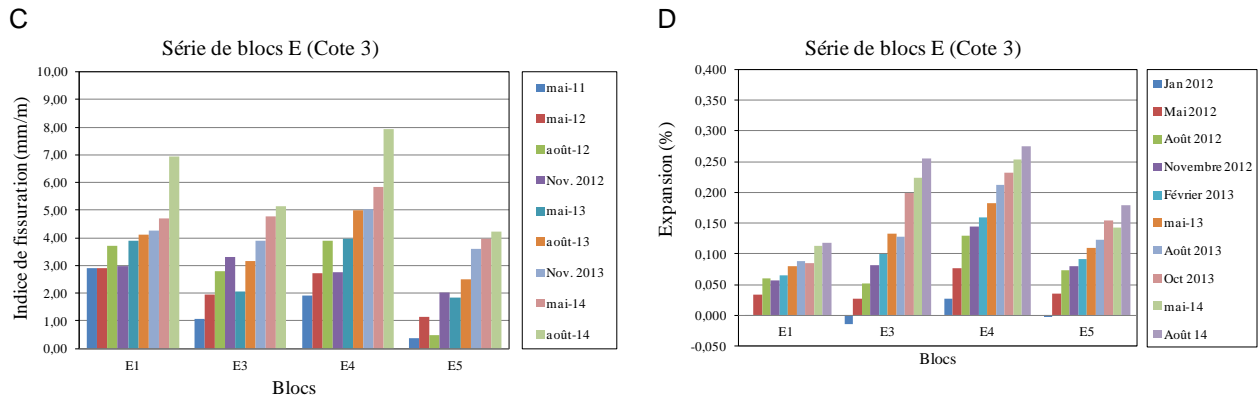 C
Série de blocs E (Cote 3)
Indice de fissuration (mm/m)
10,00
9,00
8,00
7,00
6,00
5,00
4,00
3,00
2,00
1,00
0,00
E1 E3 E4 E5
Blocs
mai-11
mai-12
août-12
Nov. 2012
mai-13
août-13
Nov. 2013
mai-14
août-14
D
Série de blocs E (Cote 3)
Expansion (%)
0,400
0,350
0,300
0,250
0,200
0,150
0,100
0,050
0,000
-0,050
E1 E3 E4 E5
Blocs
Jan 2012
Mai 2012
Août 2012
Novembre 2012
Février 2013
mai-13
Août 2013
Oct 2013
mai-14
Août 14